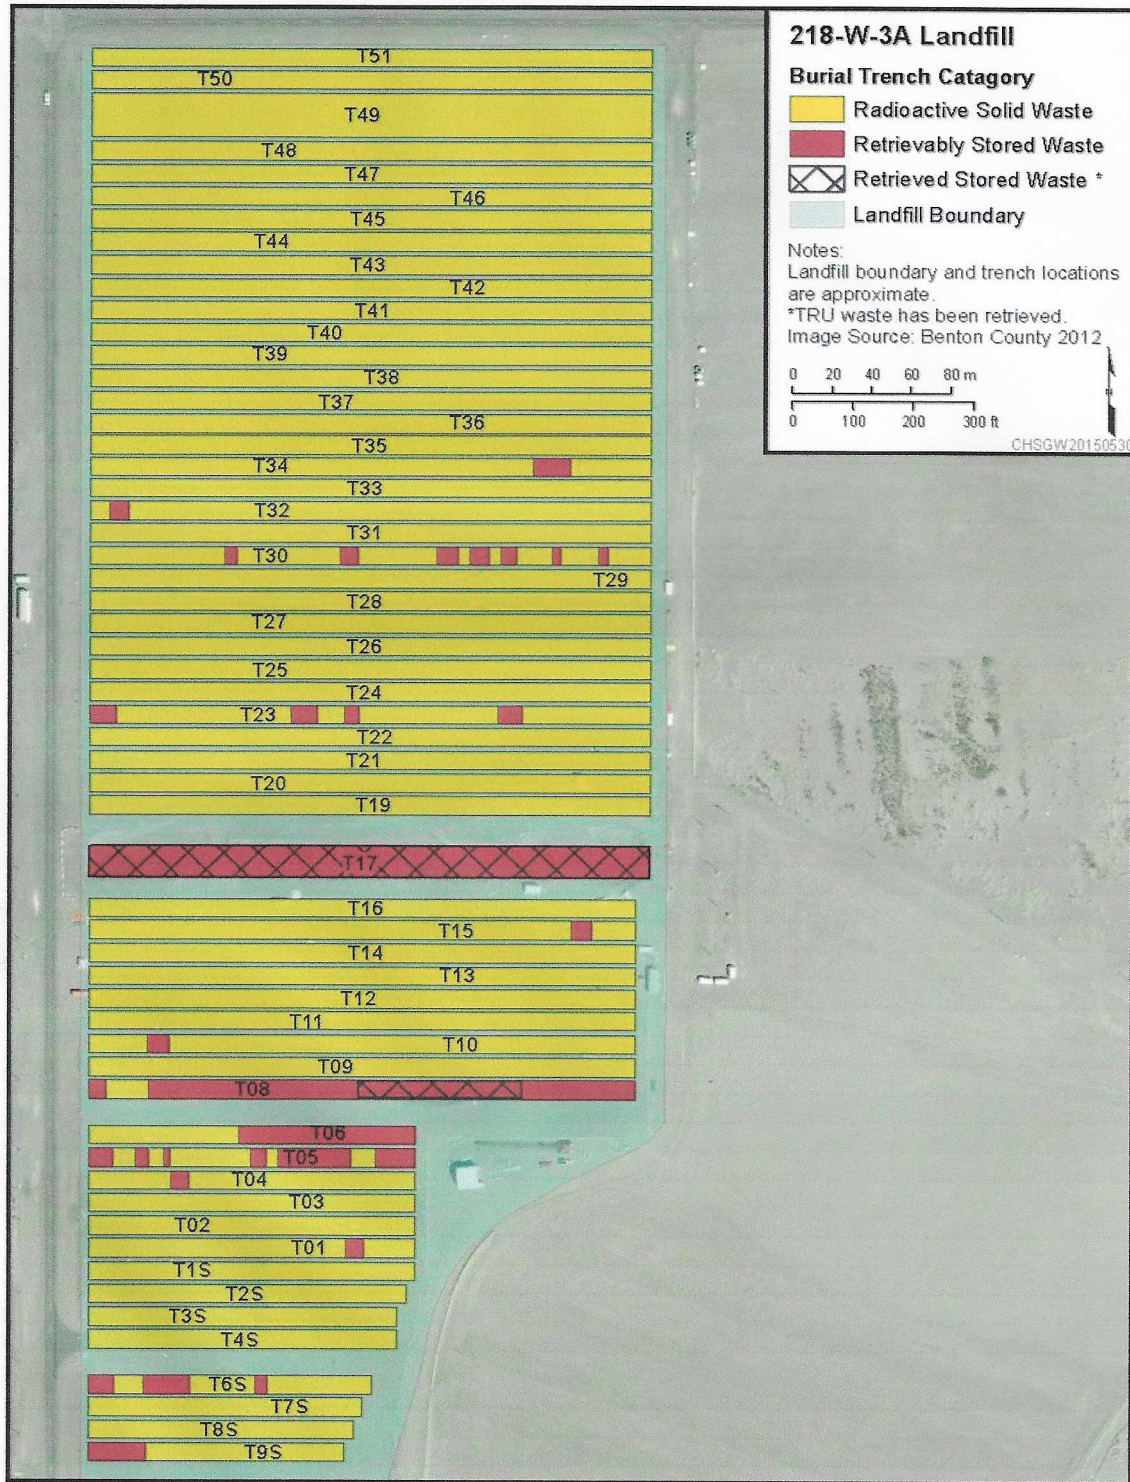 218-W-3A Landfill
Burial Trench Catagory
Radioactive Solid Waste
Retrievably Stored Waste
Retrieved Stored Waste *
Landfill Boundary
Notes:
Landfill boundary and trench locations
are approximate.
*TRU waste has been retrieved.
Image Source: Benton County 2012
0 20 40 60 80 m
0 100 200 300 ft
CHSGW20150530
T51
T50
T49
T48
T47
T46
T45
T44
T43
T42
T41
T40
T39
T38
T37
T36
T35
T34
T33
T32
T31
T30
T29
T28
T27
T26
T25
T24
T23
T22
T21
T20
T19
T17
T16
T15
T14
T13
T12
T11
T10
T09
T08
T06
T05
T04
T03
T02
T01
T1S
T2S
T3S
T4S
T6S
T7S
T8S
T9S